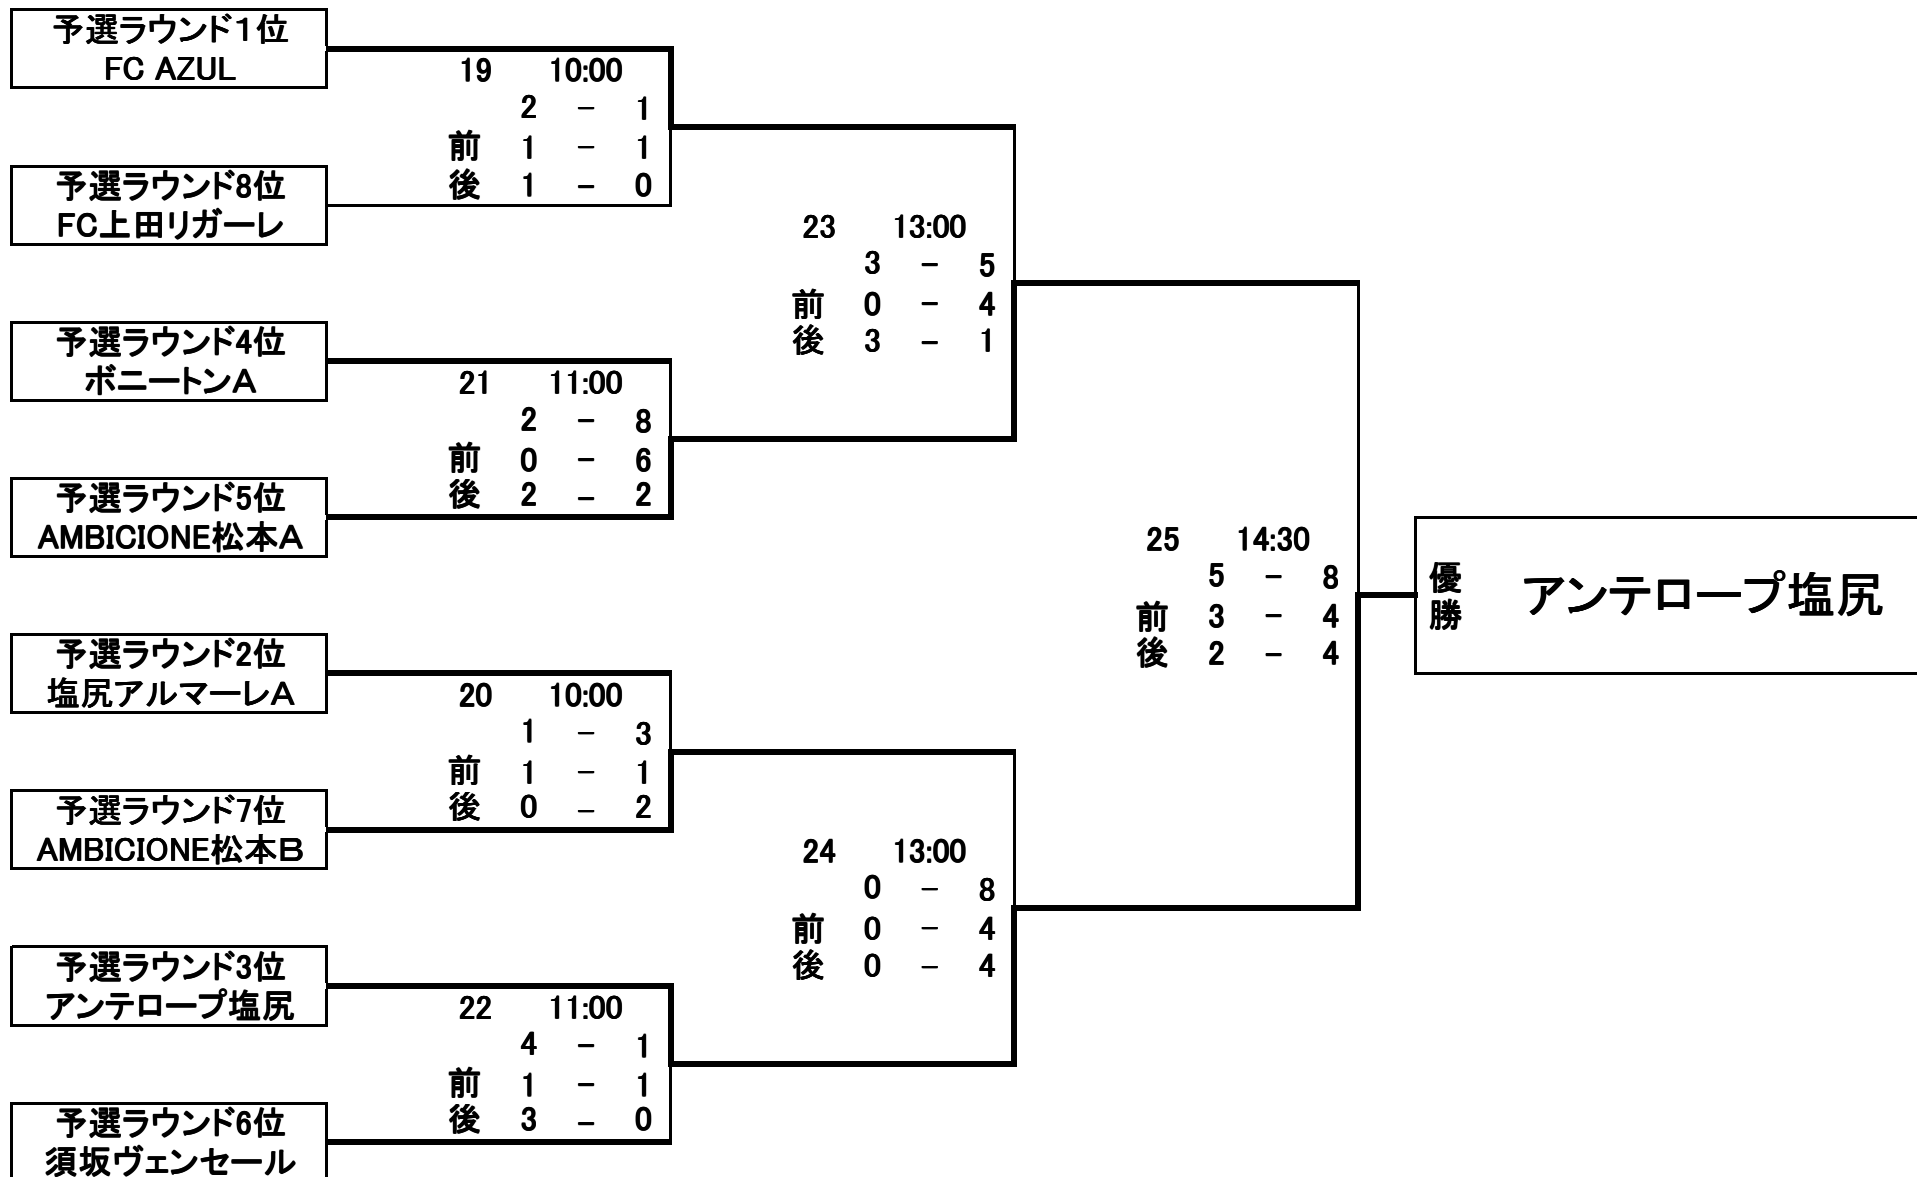 予選ラウンド１位
FC AZUL
19 10:00
2 － 1
前 1 － 1
後 1 － 0
予選ラウンド8位
FC上田リガーレ
23 13:00
3 － 5
前 0 － 4
後 3 － 1
予選ラウンド4位
ボニートンA
21 11:00
2 － 8
前 0 － 6
後 2 － 2
予選ラウンド5位
AMBICIONE松本A
25 14:30
5 － 8
前 3 － 4
後 2 － 4
優勝 アンテロープ塩尻
予選ラウンド2位
塩尻アルマーレA
20 10:00
1 － 3
前 1 － 1
後 0 － 2
予選ラウンド7位
AMBICIONE松本B
24 13:00
0 － 8
前 0 － 4
後 0 － 4
予選ラウンド3位
アンテロープ塩尻
22 11:00
4 － 1
前 1 － 1
後 3 － 0
予選ラウンド6位
須坂ヴェンセール